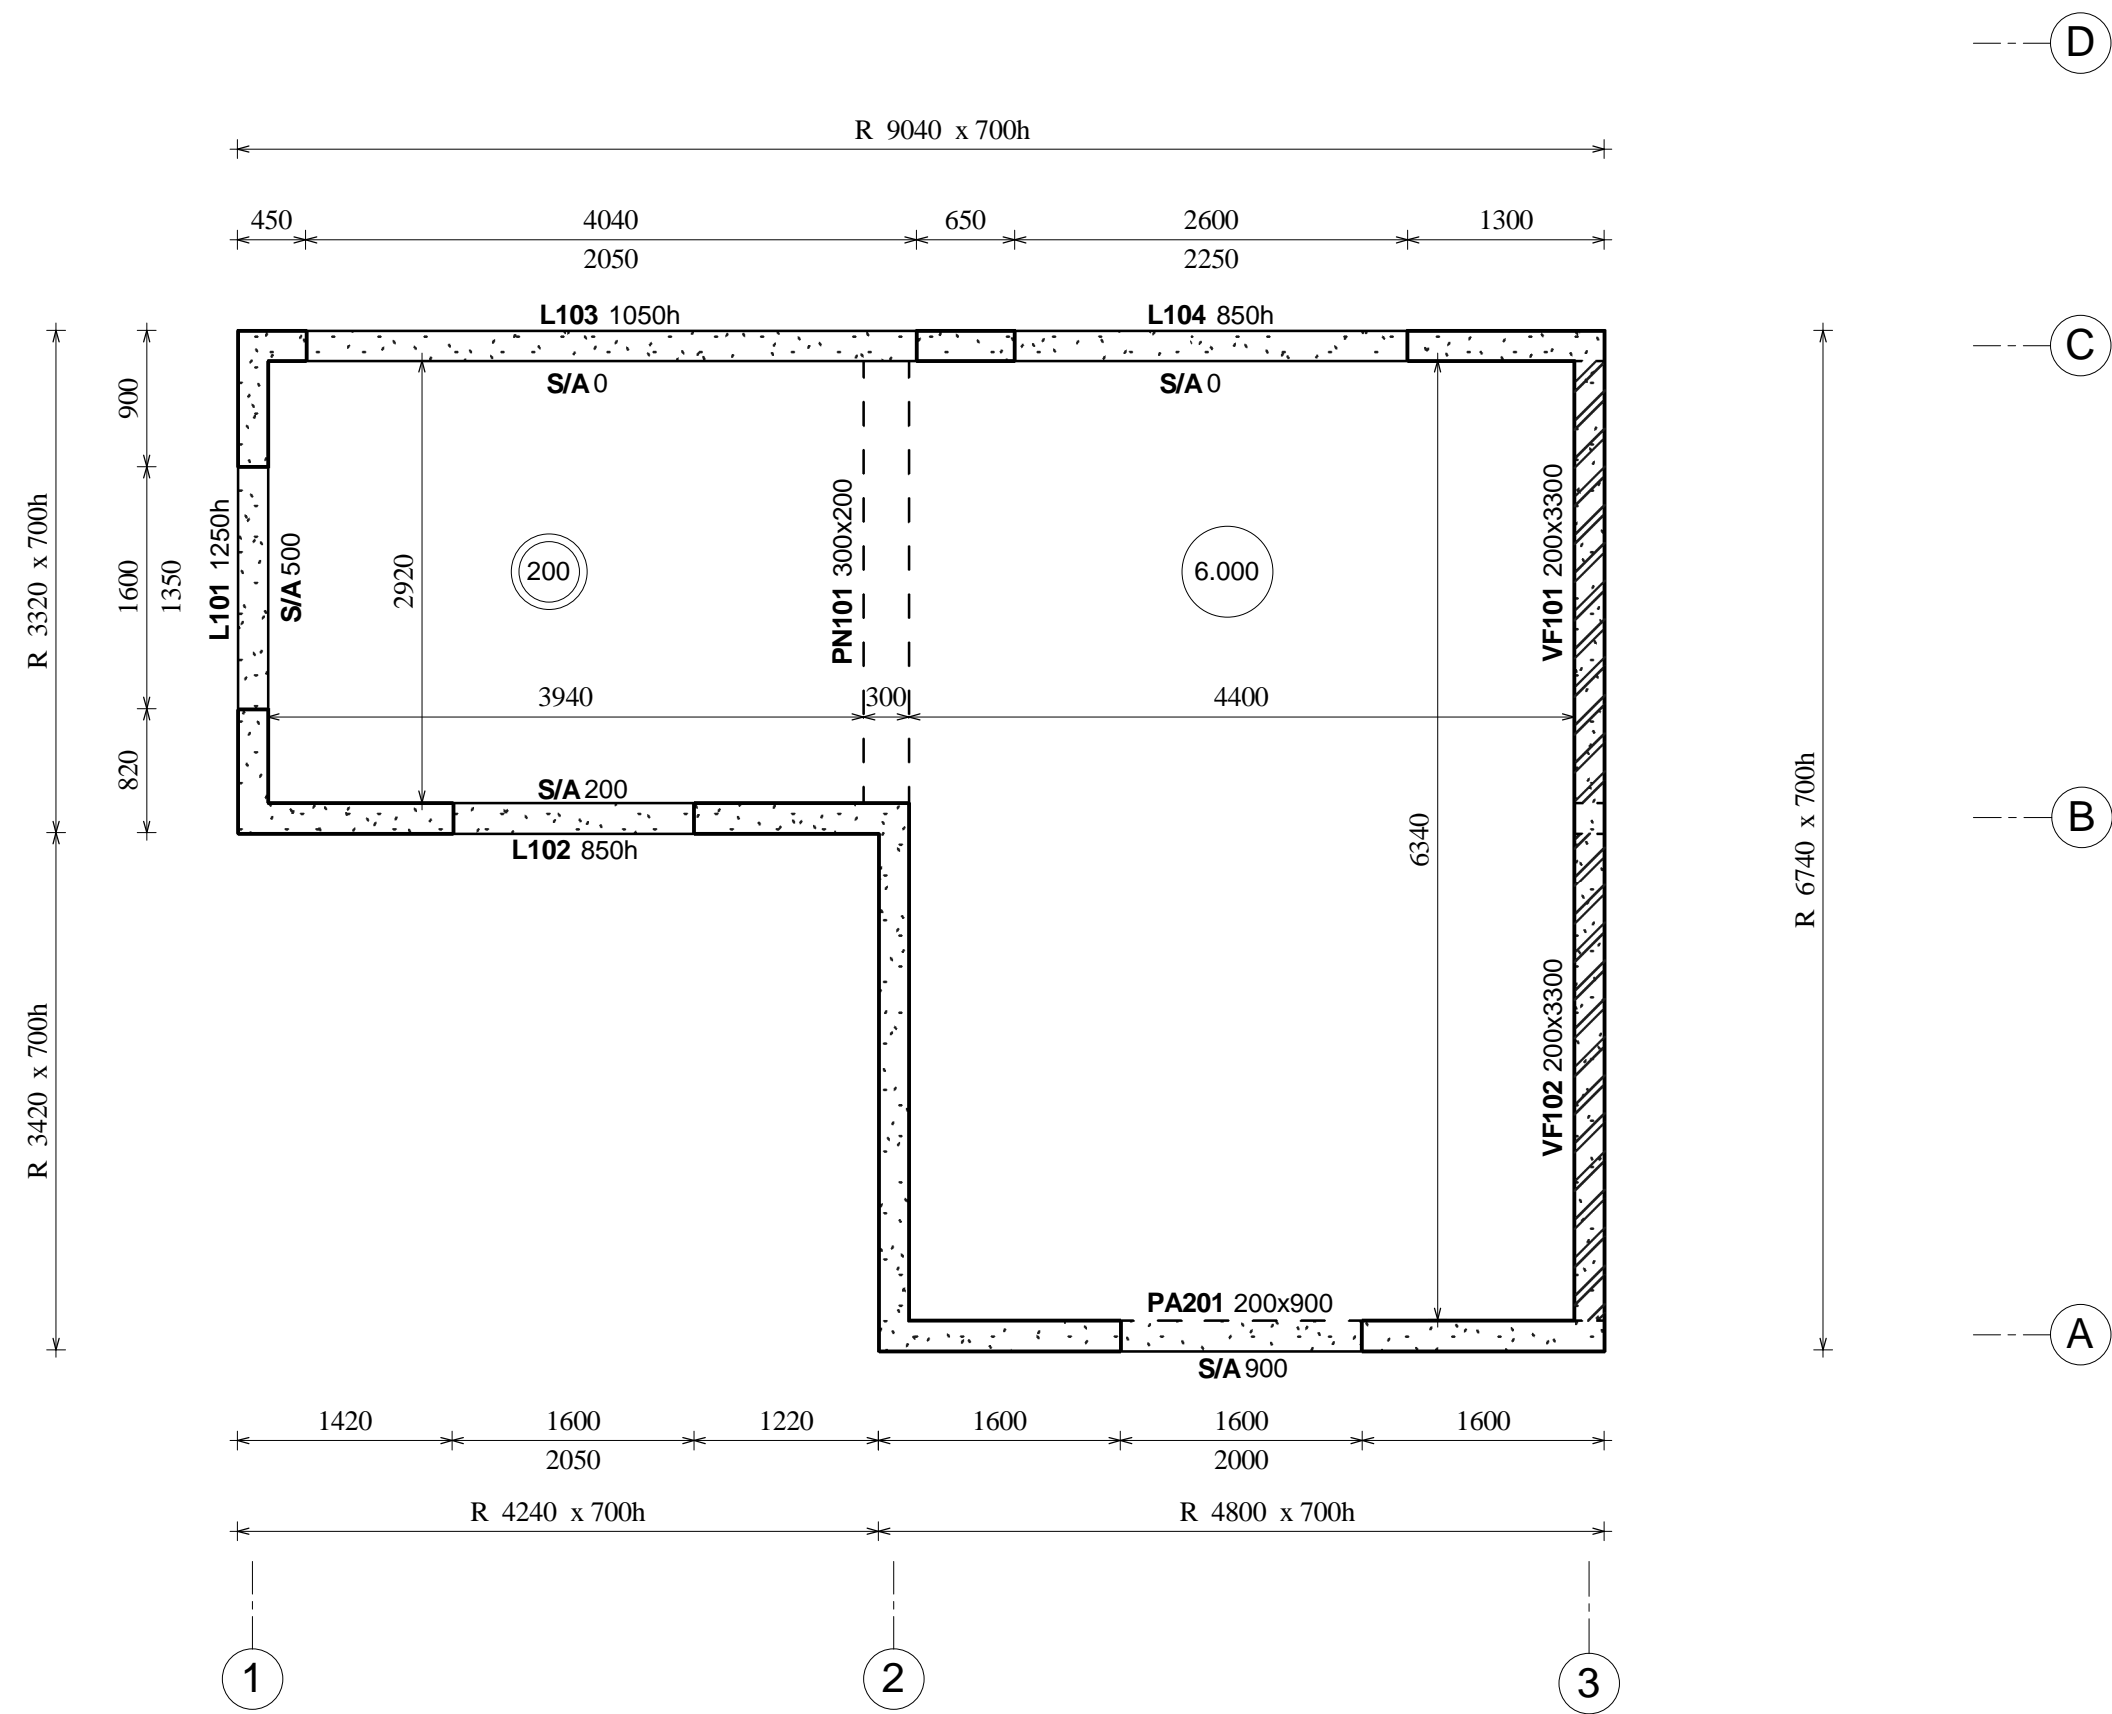 D
R 9040 x 700h
450 4040 650 2600 1300
2050 2250
L103 1050h L104 850h
C
S/A 0 S/A 0
900
R 3320 x 700h
1600
1350
L101 1250h
S/A 500
2920
200
PN101 300x200
6.000
VF101 200x3300
3940 300 4400
820
S/A 200
L102 850h
B
6340
R 6740 x 700h
R 3420 x 700h
VF102 200x3300
PA201 200x900
S/A 900
A
1420 1600 1220 1600 1600 1600
2050 2000
R 4240 x 700h R 4800 x 700h
1 2 3